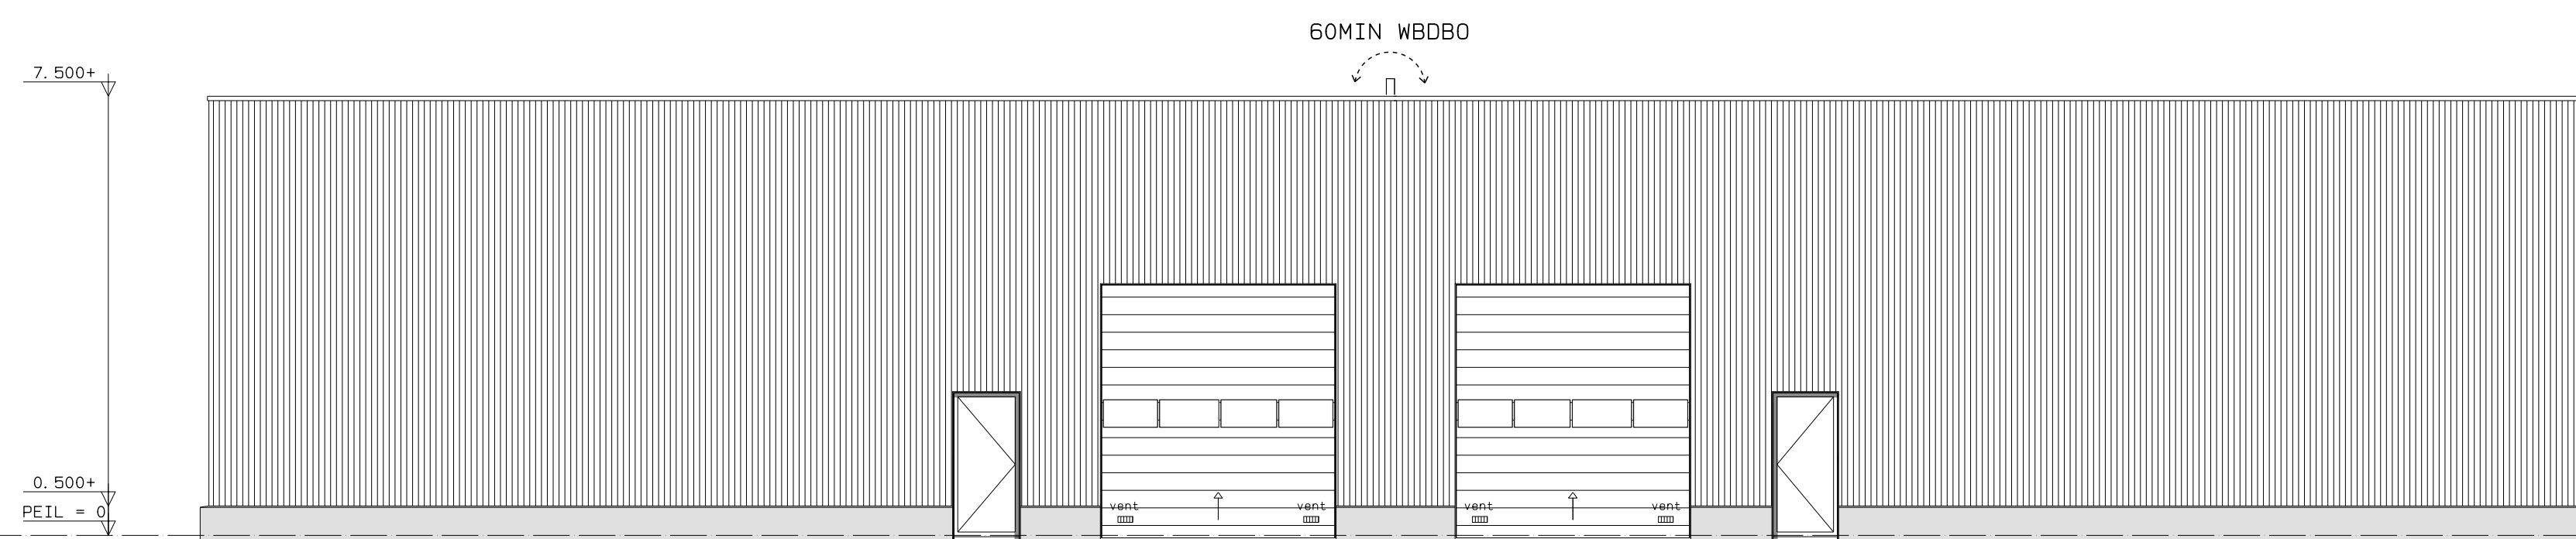 60MIN WBDBO
7.500+
0.500+
PEIL = 0
vent vent vent vent